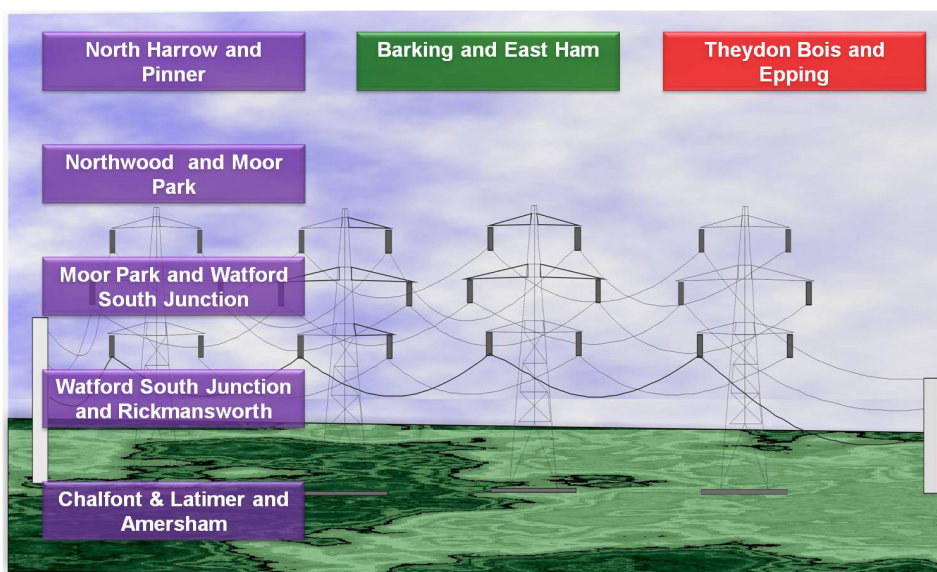 North Harrow and
Pinner
Barking and East Ham
Theydon Bois and
Epping
Northwood and Moor
Park
Moor Park and Watford
South Junction
Watford South Junction
and Rickmansworth
Chalfont & Latimer and
Amersham